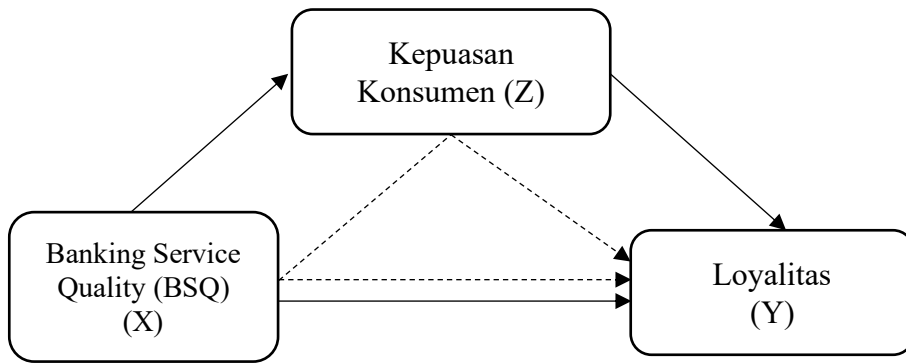 Kepuasan
Konsumen (Z)
Banking Service
Quality (BSQ)
(X)
Loyalitas
(Y)